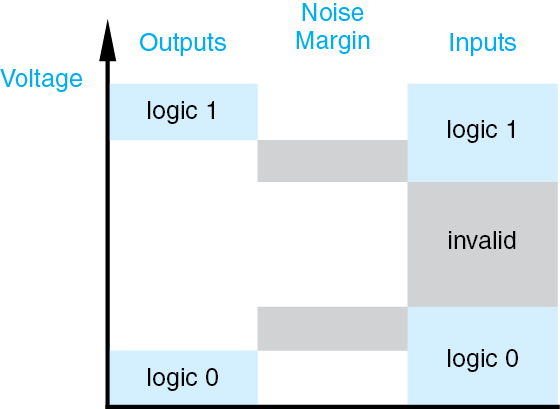 Voltage
Outputs
Noise
Margin
Inputs
logic 1
logic 1
invalid
logic 0
logic 0